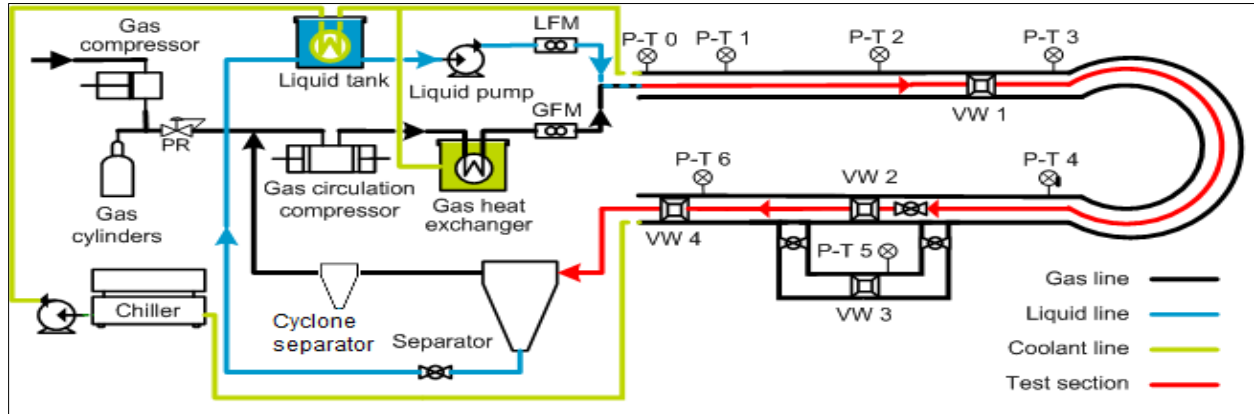 Gas
compressor
PR
Gas
cylinders
Liquid tank
Liquid pump
LFM
GFM
Gas circulation
compressor
Gas heat
exchanger
Chiller
Cyclone
separator
Separator
P-T 0
P-T 1
P-T 2
P-T 3
VW 1
P-T 6
VW 2
P-T 4
VW 4
P-T 5
VW 3
Gas line
Liquid line
Coolant line
Test section